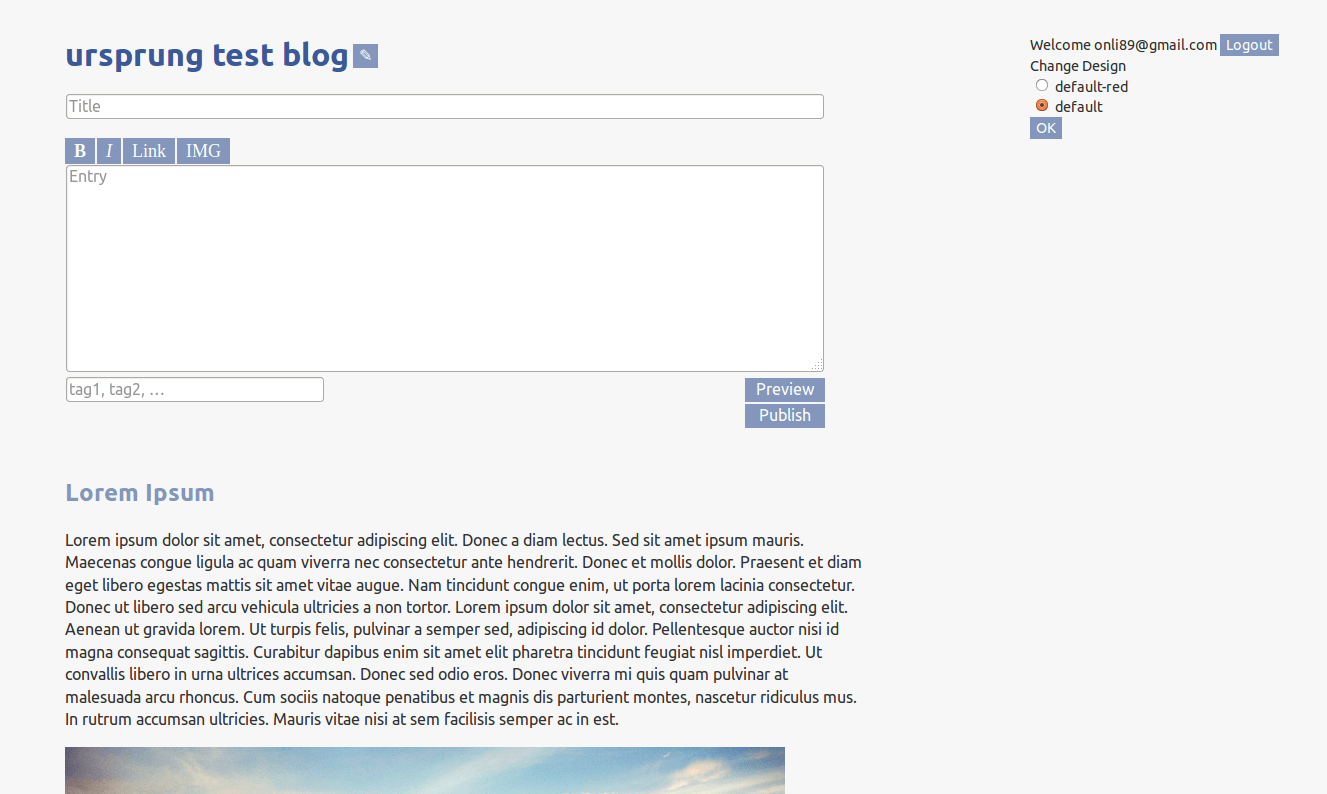 ursprung test blog ✎
Welcome onli89@gmail.com Logout
Change Design
default-red
default
OK
Title
B I Link IMG
Entry
tag1, tag2, …
Preview
Publish
Lorem Ipsum
Lorem ipsum dolor sit amet, consectetur adipiscing elit. Donec a diam lectus. Sed sit amet ipsum mauris.
Maecenas congue ligula ac quam viverra nec consectetur ante hendrerit. Donec et mollis dolor. Praesent et diam
eget libero egestas mattis sit amet vitae augue. Nam tincidunt congue enim, ut porta lorem lacinia consectetur.
Donec ut libero sed arcu vehicula ultricies a non tortor. Lorem ipsum dolor sit amet, consectetur adipiscing elit.
Aenean ut gravida lorem. Ut turpis felis, pulvinar a semper sed, adipiscing id dolor. Pellentesque auctor nisi id
magna consequat sagittis. Curabitur dapibus enim sit amet elit pharetra tincidunt feugiat nisl imperdiet. Ut
convallis libero in urna ultrices accumsan. Donec sed odio eros. Donec viverra mi quis quam pulvinar at
malesuada arcu rhoncus. Cum sociis natoque penatibus et magnis dis parturient montes, nascetur ridiculus mus.
In rutrum accumsan ultricies. Mauris vitae nisi at sem facilisis semper ac in est.